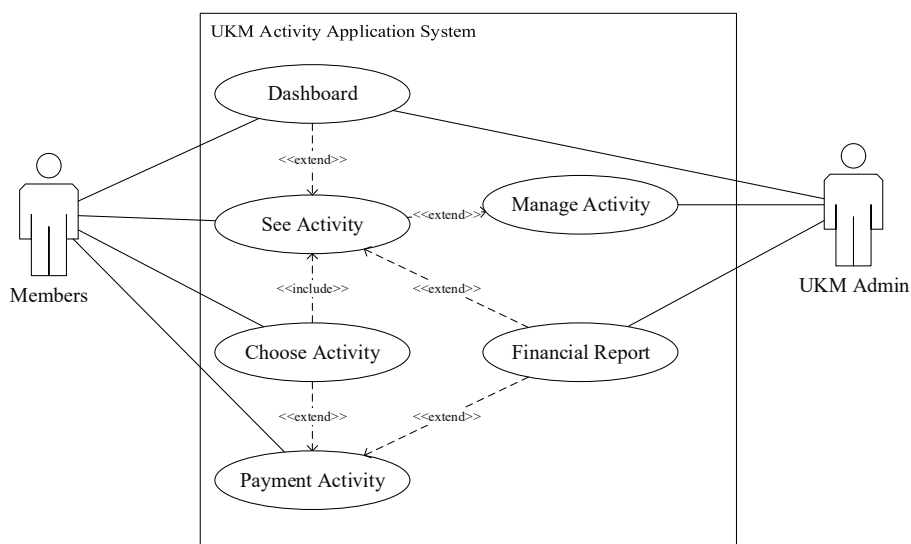 UKM Activity Application System
Dashboard
<<extend>>
See Activity
<<extend>>
Manage Activity
Members
UKM Admin
<<include>>
<<extend>>
Choose Activity
Financial Report
<<extend>>
<<extend>>
Payment Activity